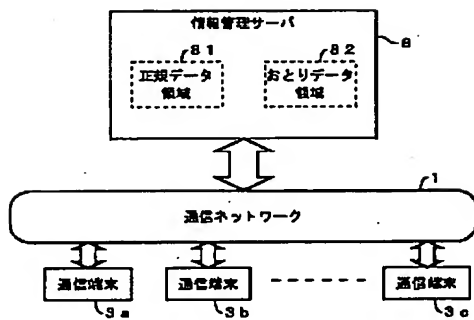 情報管理サーバ
8
81
82
正規データ
領域
おとりデータ
領域
1
通信ネットワーク
通信端末
通信端末
通信端末
3a
3b
3c